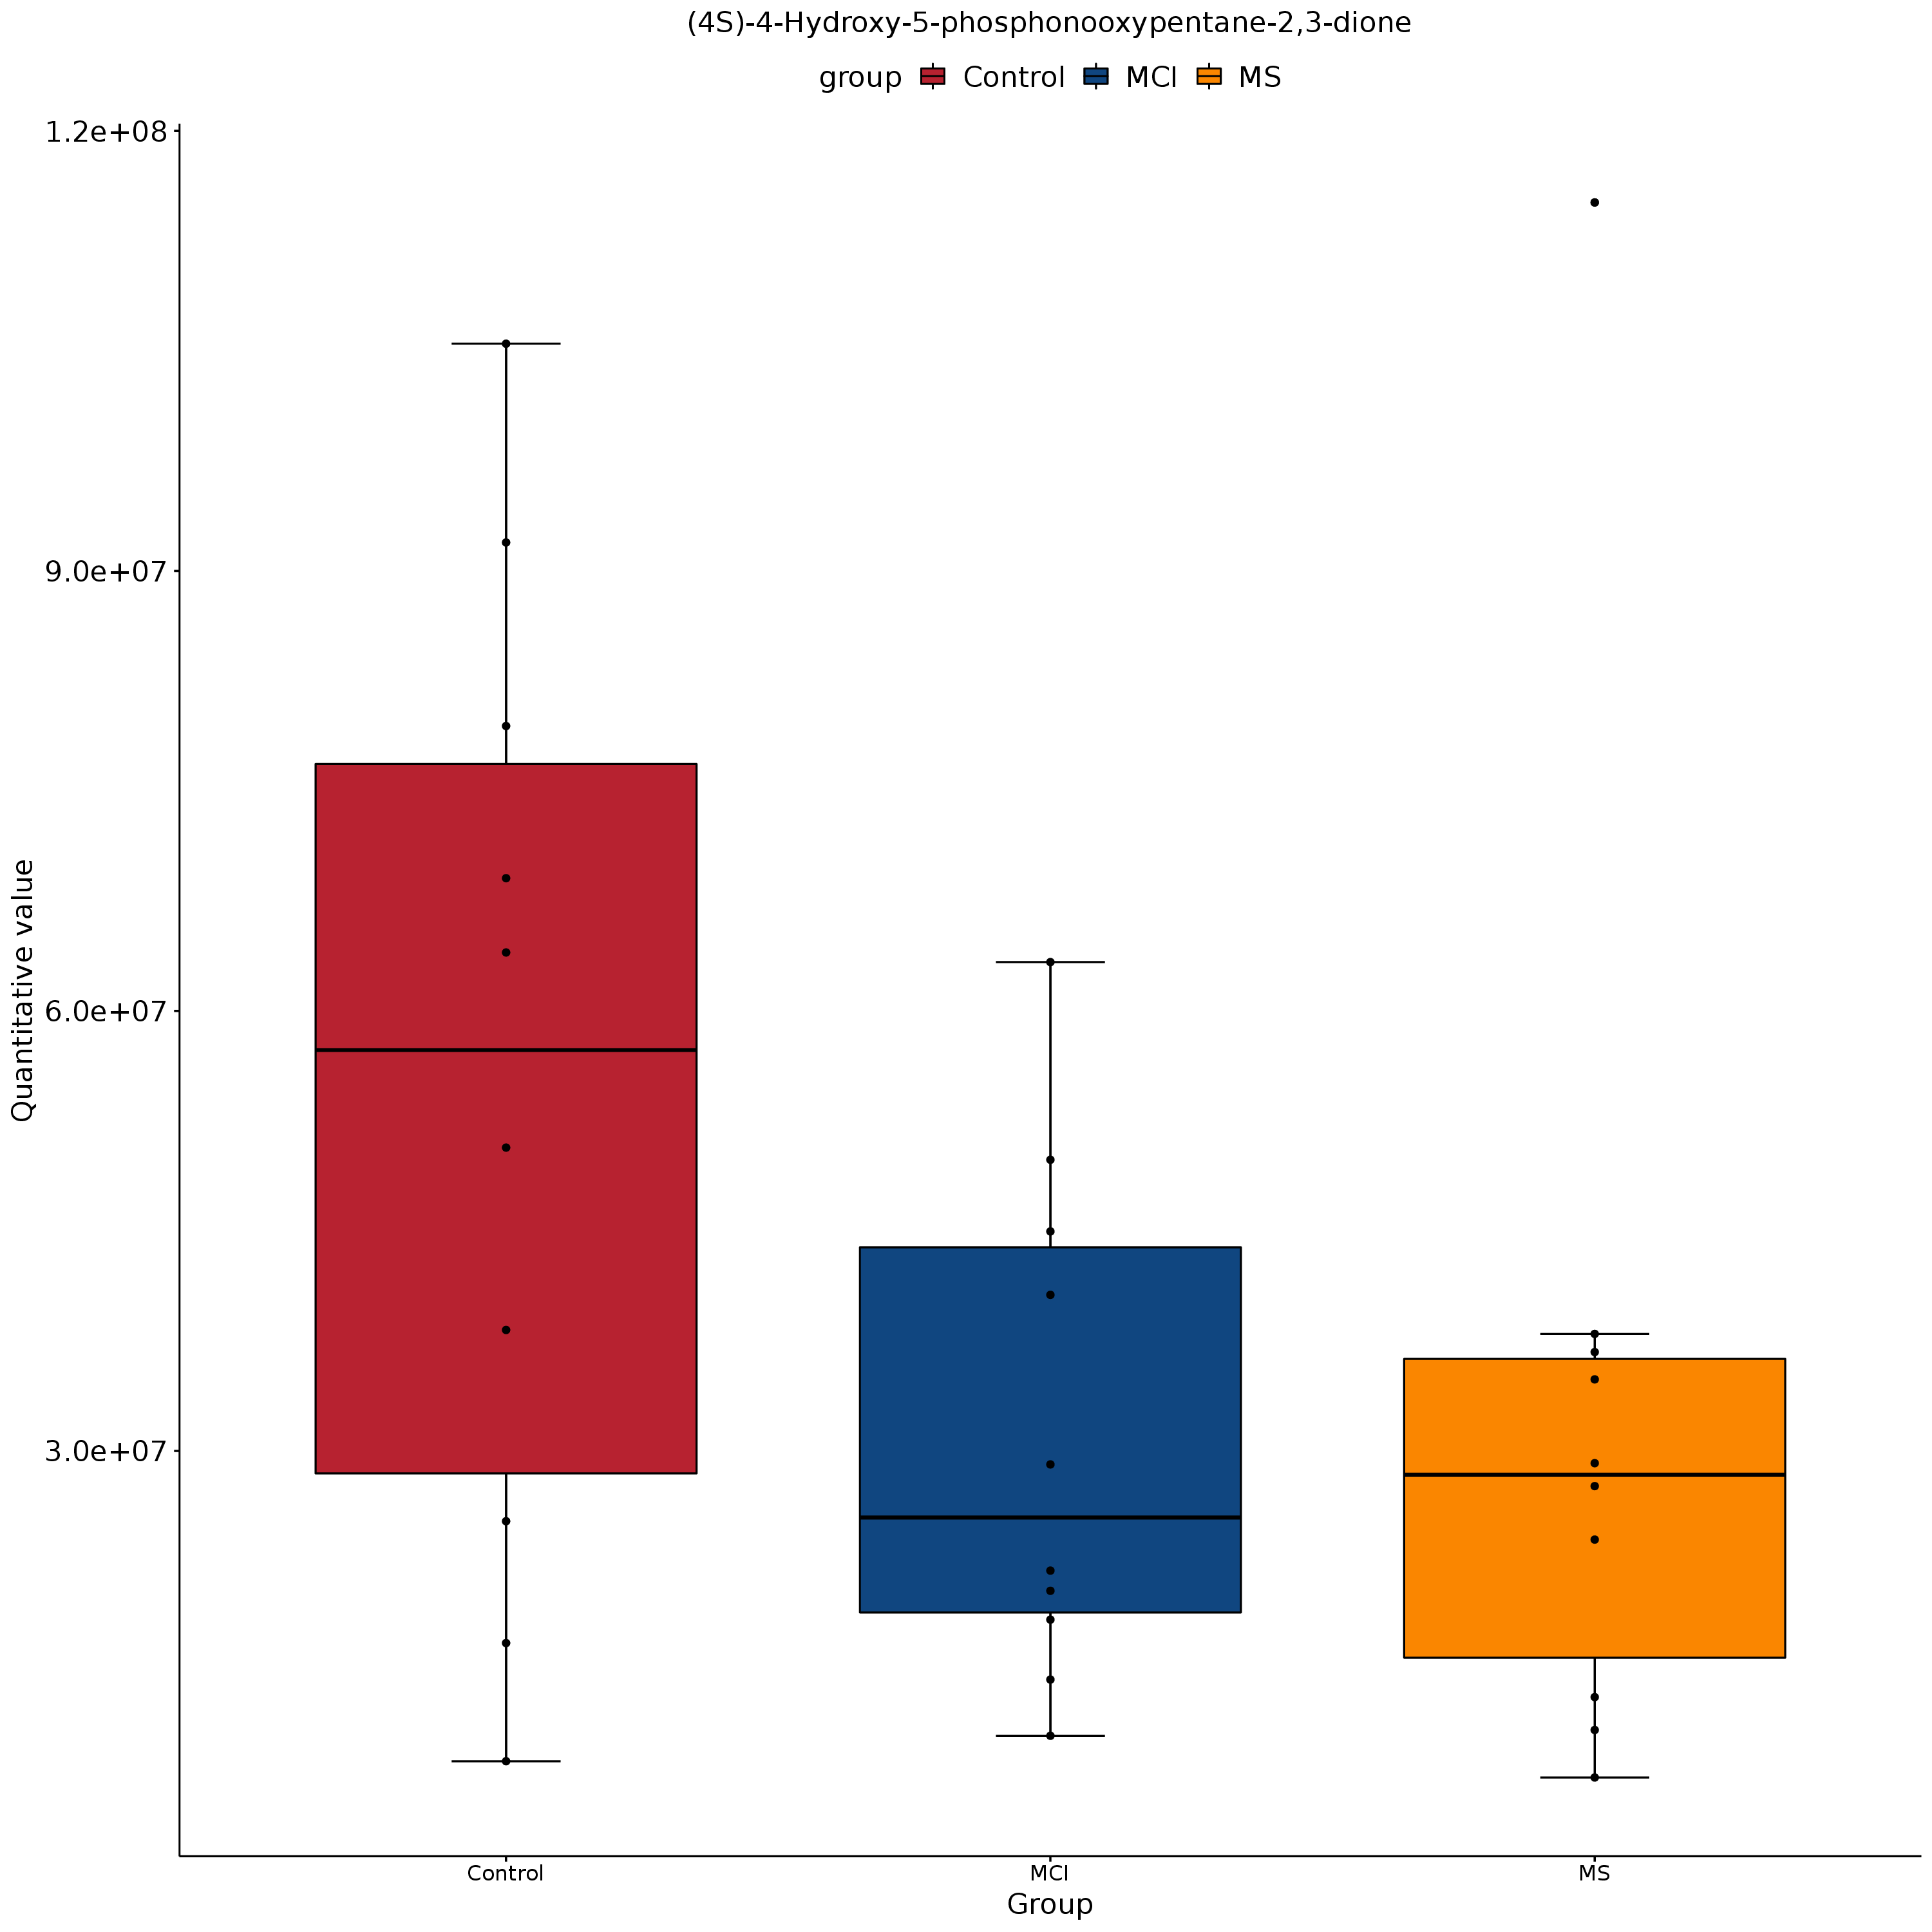 (4S)-4-Hydroxy-5-phosphonooxypentane-2,3-dione
group Control MCI MS
1.2e+08
9.0e+07
6.0e+07
3.0e+07
Quantitative value
Control MCI MS
Group